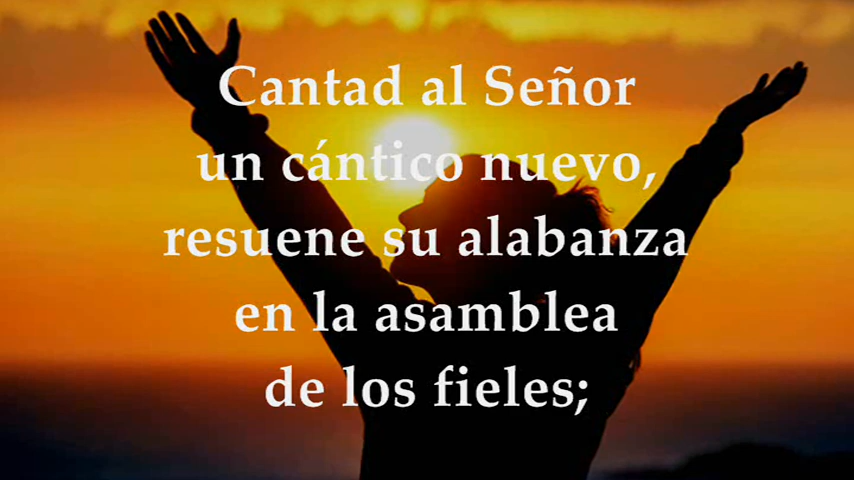 Cantad al Señor
un cántico nuevo,
resuene su alabanza
en la asamblea
de los fieles;